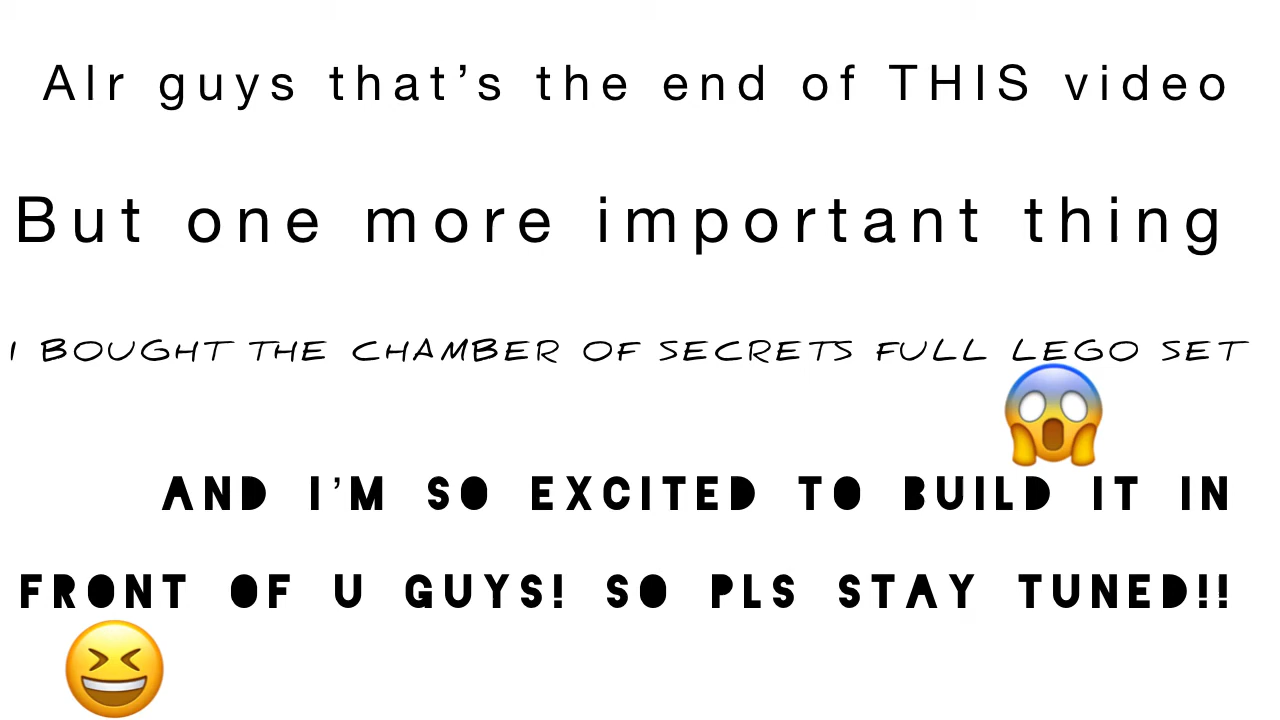 Alr guys that’s the end of THIS video
But one more important thing
I BOUGHT THE CHAMBER OF SECRETS FULL LEGO SET
😱
AND I’M SO EXCITED TO BUILD IT IN
FRONT OF U GUYS! SO PLS STAY TUNED!!
😆